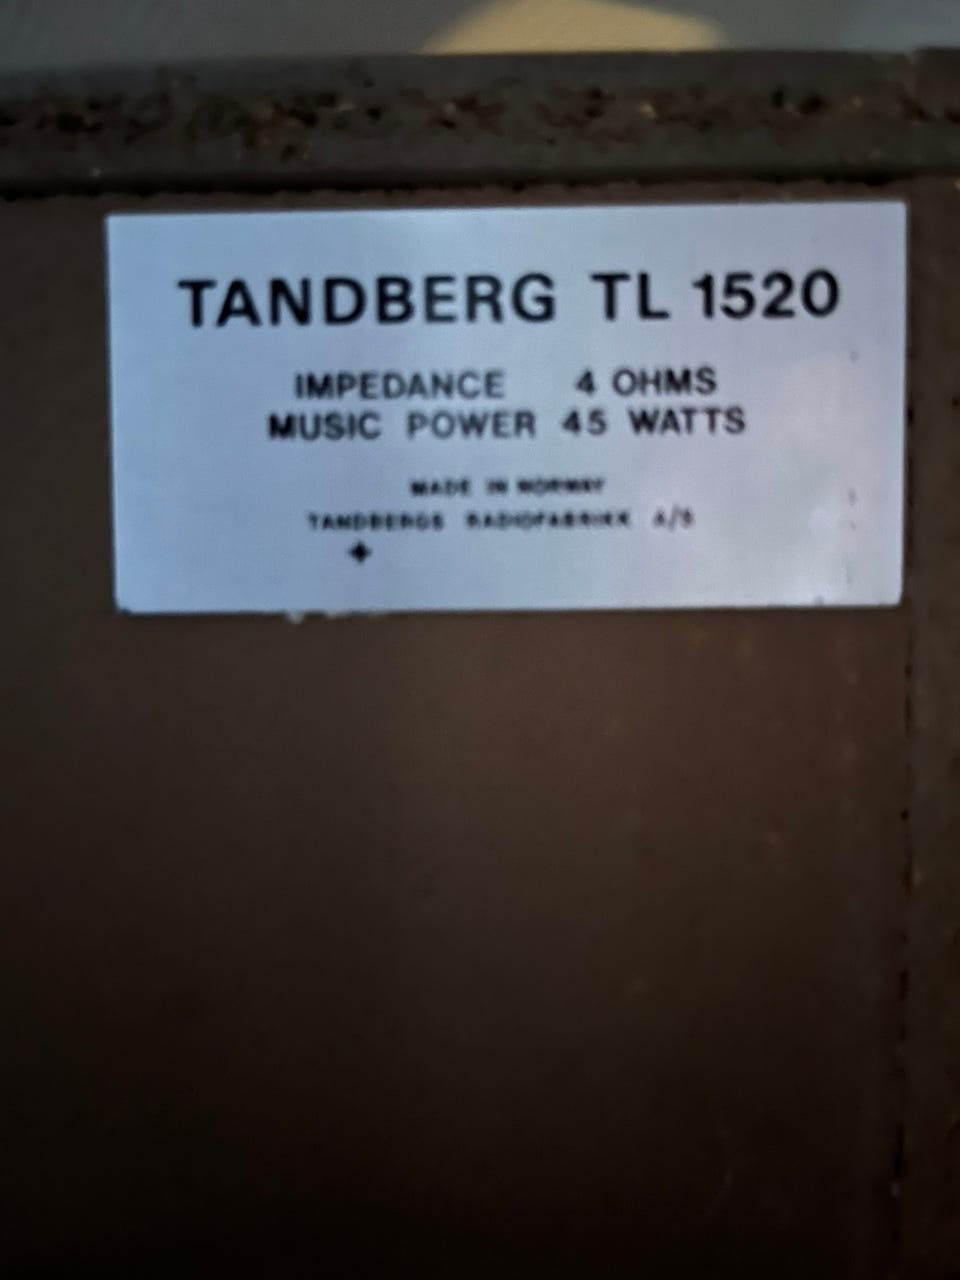 TANDBERG TL 1520
IMPEDANCE 4 OHMS
MUSIC POWER 45 WATTS
MADE IN NORWAY
TANDBERGS RADIOFABRIKK A/S